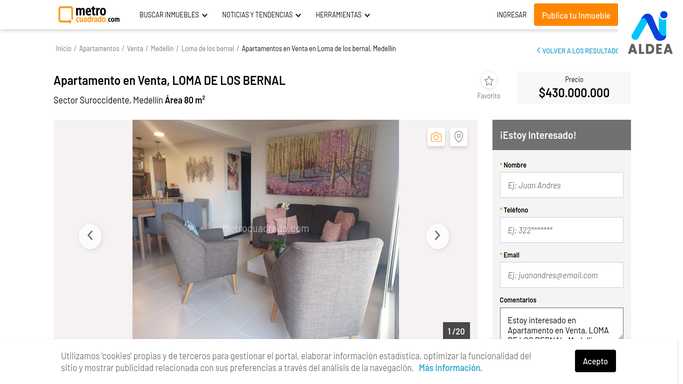 metro cuadrado.com
BUSCAR INMUEBLES
NOTICIAS Y TENDENCIAS
HERRAMIENTAS
INGRESAR
Publica tu Inmueble
ALDEA
Inicio / Apartamentos / Venta / Medellín / Loma de los bernal / Apartamentos en Venta en Loma de los bernal, Medellín
VOLVER A LOS RESULTAD
Apartamento en Venta, LOMA DE LOS BERNAL
Sector Suroccidente, Medellín Área 80 m²
Favorito
Precio
$430.000.000
metrocuadrado.com
1 / 20
¡Estoy Interesado!
* Nombre
Ej: Juan Andres
* Teléfono
Ej: 322*******
* Email
Ej: juanandres@email.com
Comentarios
Estoy interesado en
Apartamento en Venta, LOMA
DE LOS BERNAL, Medellín
Utilizamos 'cookies' propias y de terceros para gestionar el portal, elaborar información estadística, optimizar la funcionalidad del
sitio y mostrar publicidad relacionada con sus preferencias a través del análisis de la navegación. Más información.
Acepto